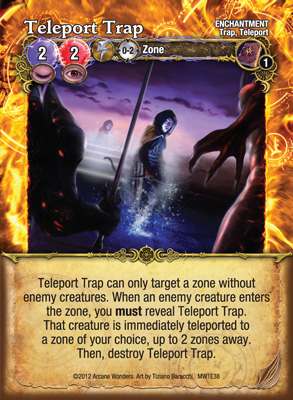 Teleport Trap
ENCHANTMENT
Trap, Teleport
2 2 0-2 Zone
1
Teleport Trap can only target a zone without
enemy creatures. When an enemy creature enters
the zone, you must reveal Teleport Trap.
That creature is immediately teleported to
a zone of your choice, up to 2 zones away.
Then, destroy Teleport Trap.
©2012 Arcane Wonders. Art by Tiziano Baracchi MW1E38